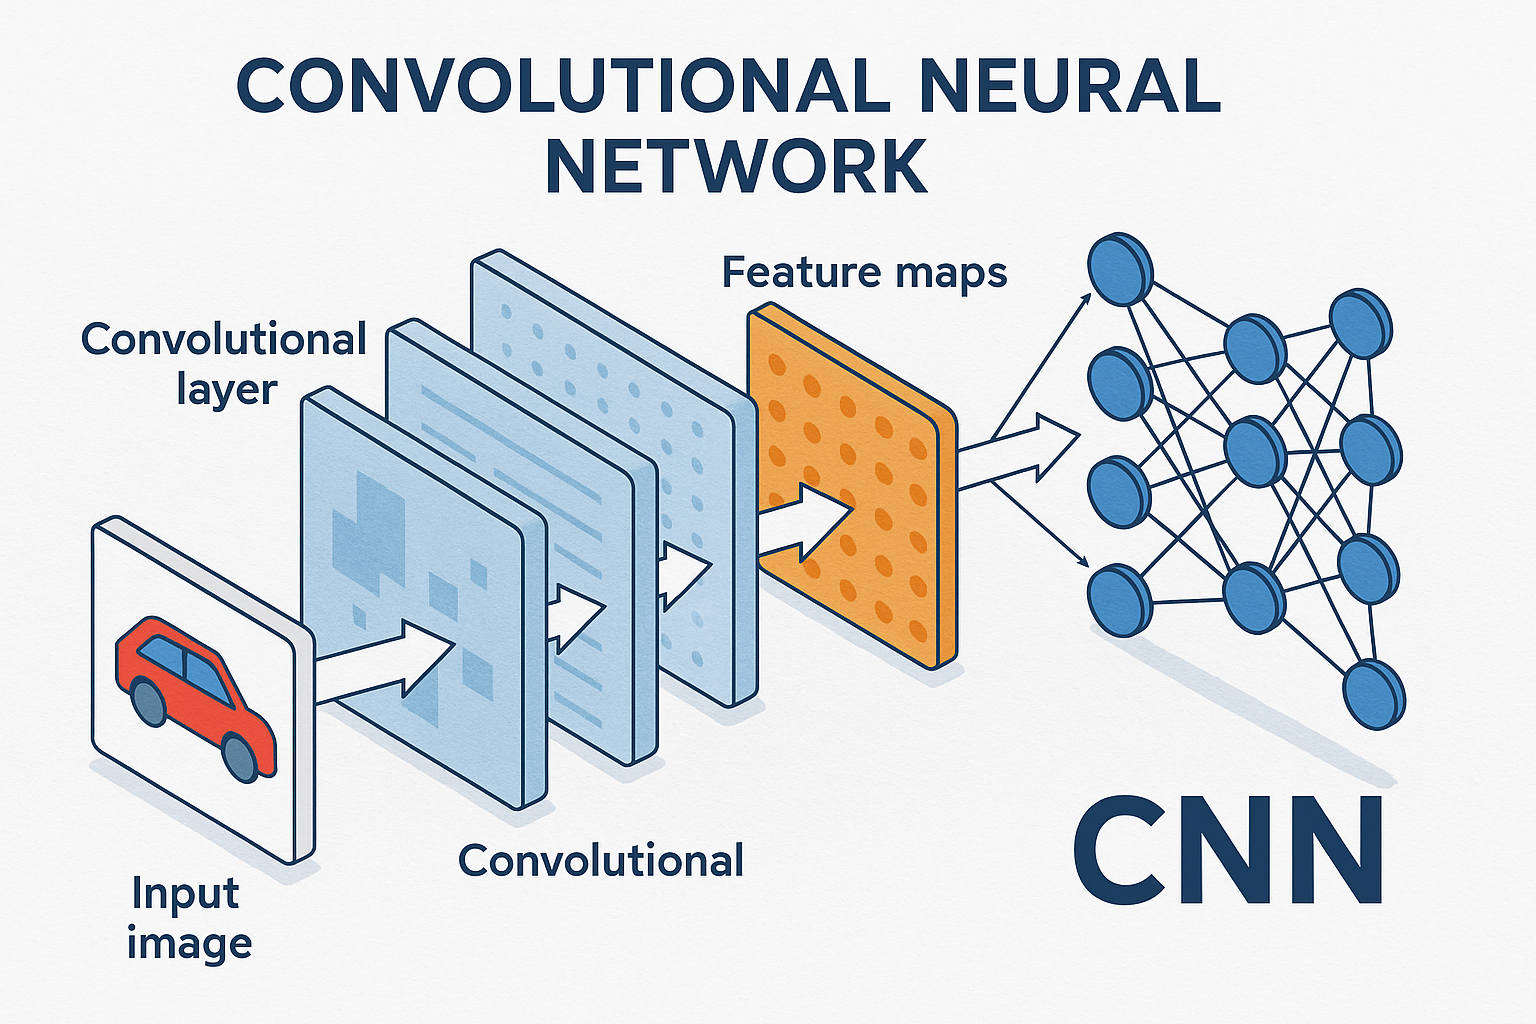 CONVOLUTIONAL NEURAL
NETWORK
Feature maps
Convolutional
layer
Convolutional
Input
image
CNN